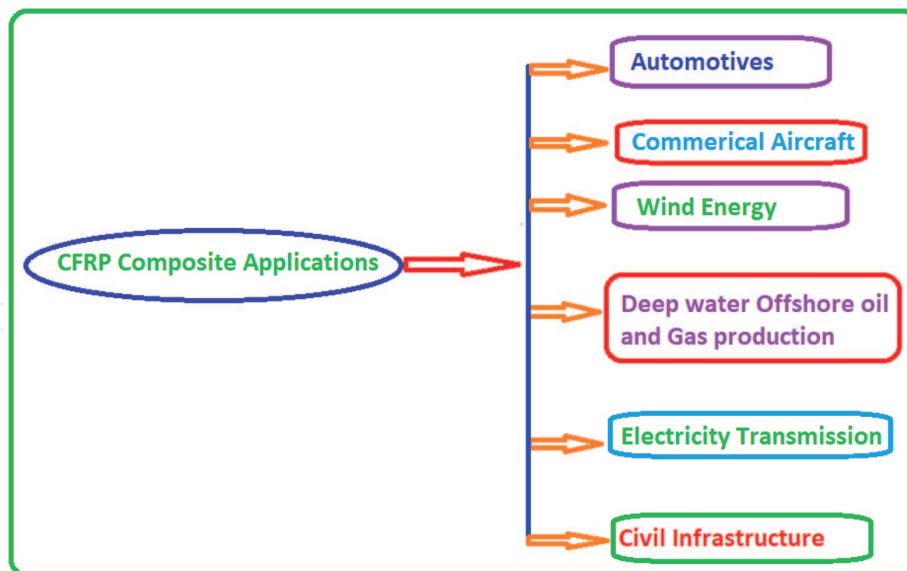 Automotives
Commerical Aircraft
Wind Energy
CFRP Composite Applications
Deep water Offshore oil
and Gas production
Electricity Transmission
Civil Infrastructure